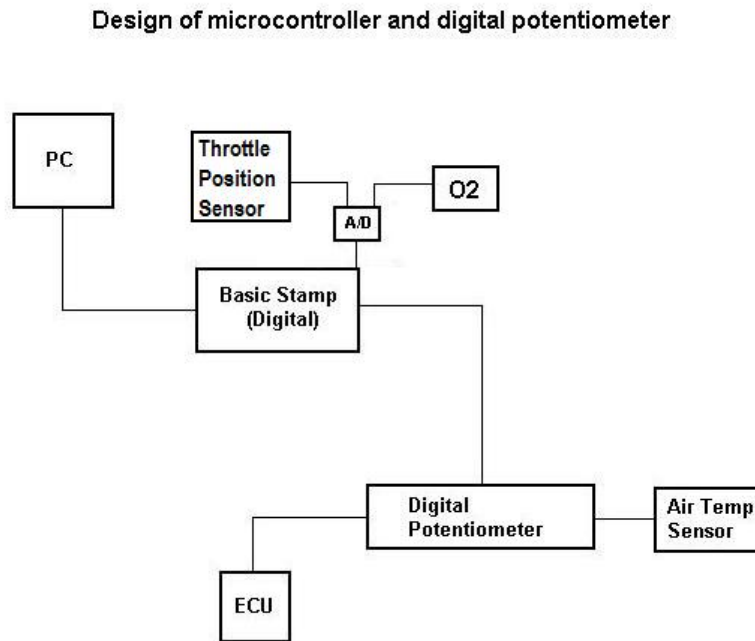 Design of microcontroller and digital potentiometer
PC
Throttle
Position
Sensor
O2
A/D
Basic Stamp
(Digital)
Digital
Potentiometer
Air Temp
Sensor
ECU